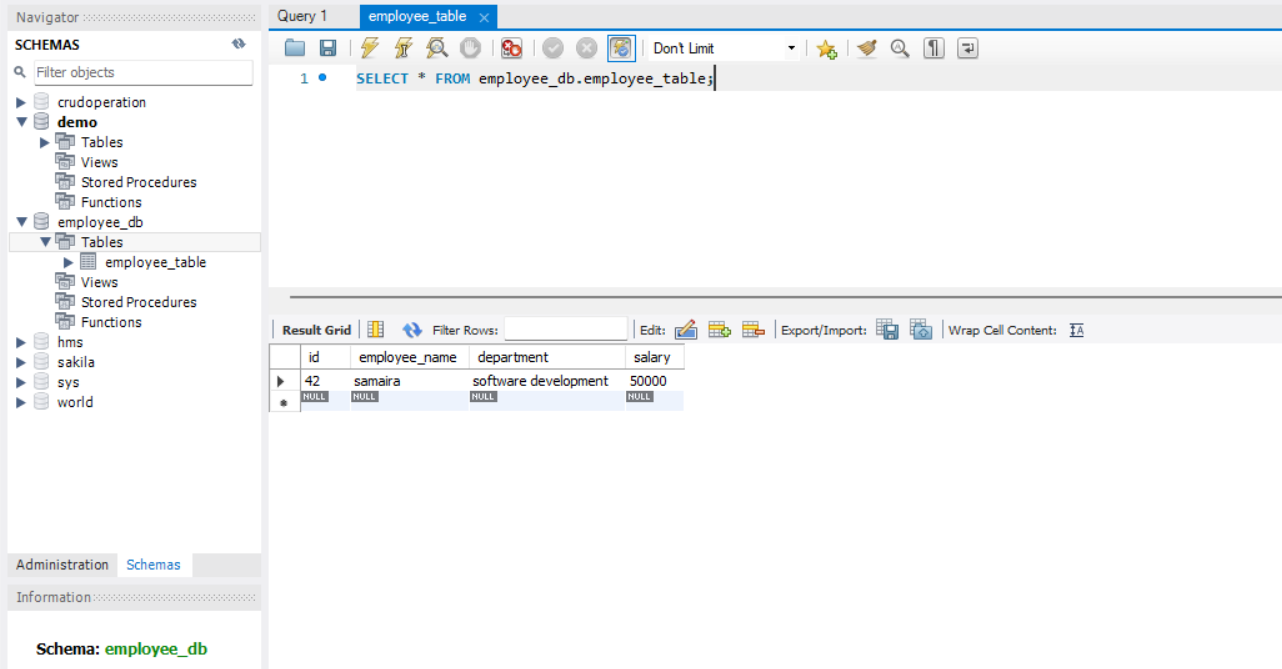 Navigator
SCHEMAS
Filter objects
crudoperation
demo
Tables
Views
Stored Procedures
Functions
employee_db
Tables
employee_table
Views
Stored Procedures
Functions
hms
sakila
sys
world
Administration Schemas
Information
Schema: employee_db
Query 1 employee_table
Don't Limit
1 SELECT * FROM employee_db.employee_table;
Result Grid Filter Rows: Edit: Export/Import: Wrap Cell Content: IA
id employee_name department salary
42 samaira software development 50000
NULL NULL NULL NULL